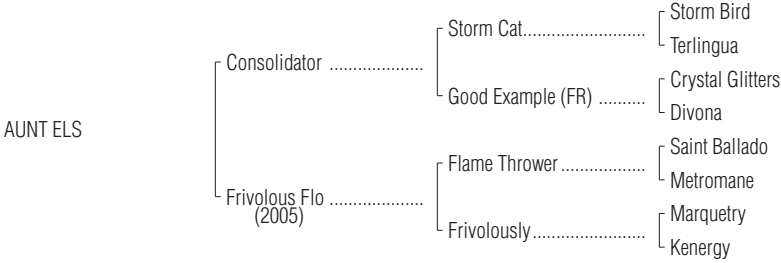 Storm Bird
Storm Cat..........................
Terlingua
Consolidator ....................
Crystal Glitters
Good Example (FR) ..........
Divona
AUNT ELS
Saint Ballado
Flame Thrower ..................
Metromane
Frivolous Flo ....................
(2005)
Marquetry
Frivolously........................
Kenergy